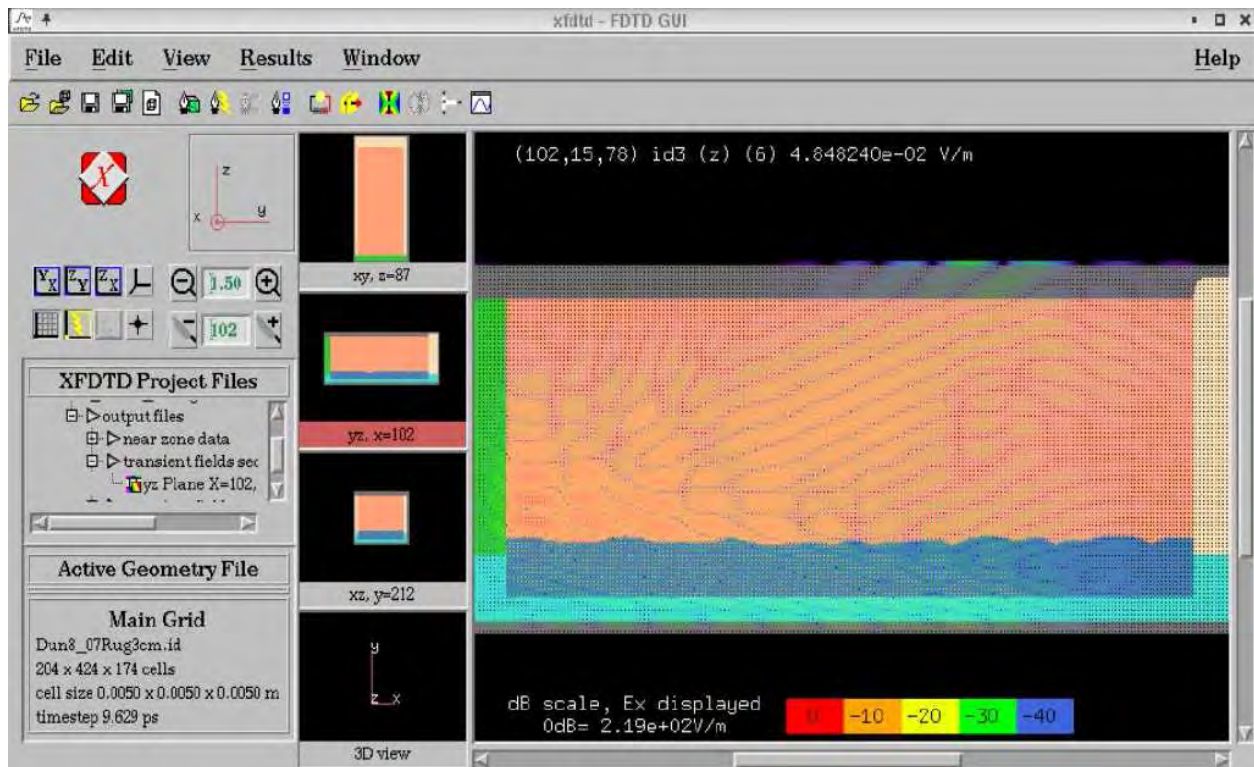 xfdtd - FDTD GUI
File Edit View Results Window Help
X
z
x y
Y X Z Y Z X 1.50
102
XFDTD Project Files
output files
near zone data
transient fields sec
yz Plane X=102,
Active Geometry File
Main Grid
Dun8_07Rug3cm.id
204 x 424 x 174 cells
cell size 0.0050 x 0.0050 x 0.0050 m
timestep 9.629 ps
xy, z=87
yz, x=102
xz, y=212
y
z x
3D view
(102,15,78) id3 (z) (6) 4.848240e-02 V/m
dB scale, Ex displayed
0dB= 2.19e+02V/m
0 -10 -20 -30 -40